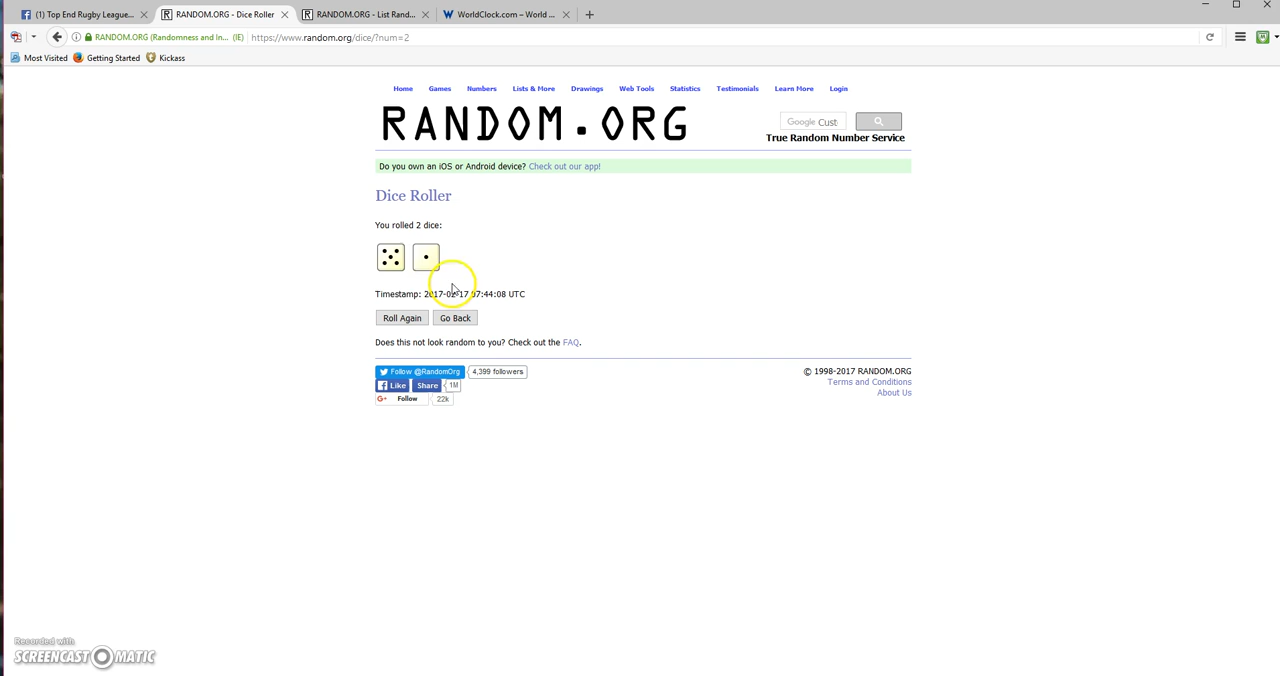 (1) Top End Rugby League...
RANDOM.ORG - Dice Roller
RANDOM.ORG - List Rand...
WorldClock.com – World ...
RANDOM.ORG (Randomness and In... (IE)
https://www.random.org/dice/?num=2
Most Visited
Getting Started
Kickass
Home Games Numbers Lists & More Drawings Web Tools Statistics Testimonials Learn More Login
RANDOM.ORG
Google Cust
True Random Number Service
Do you own an iOS or Android device? Check out our app!
Dice Roller
You rolled 2 dice:
Timestamp: 2017-02-17 07:44:08 UTC
Roll Again Go Back
Does this not look random to you? Check out the FAQ.
Follow @RandomOrg 4,399 followers
Like Share 1M
G+ Follow 22k
© 1998-2017 RANDOM.ORG
Terms and Conditions
About Us
Recorded with
SCREENCAST MATIC